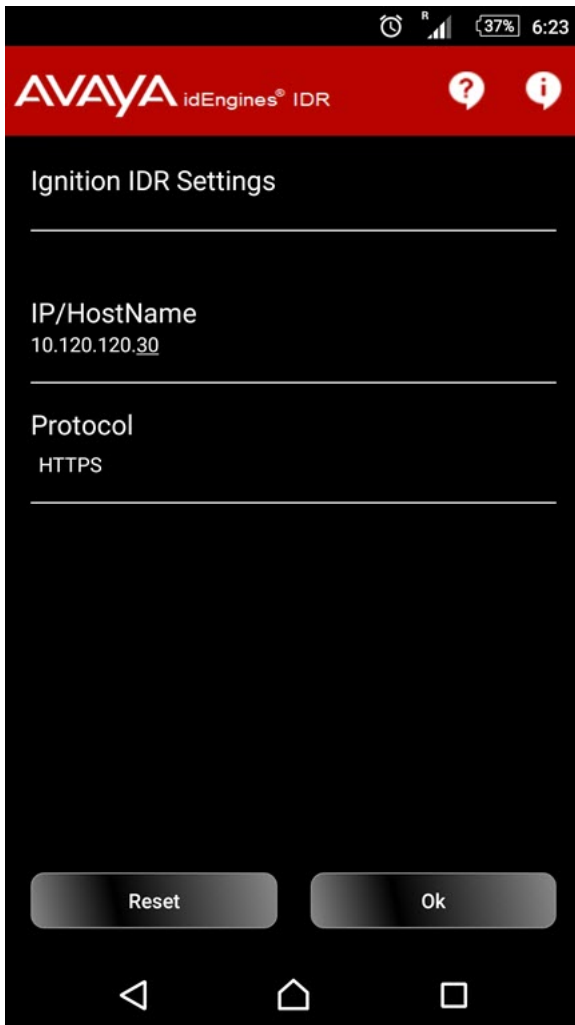 R 37% 6:23
AVAYA idEngines® IDR ? i
Ignition IDR Settings
IP/HostName
10.120.120.30
Protocol
HTTPS
Reset Ok